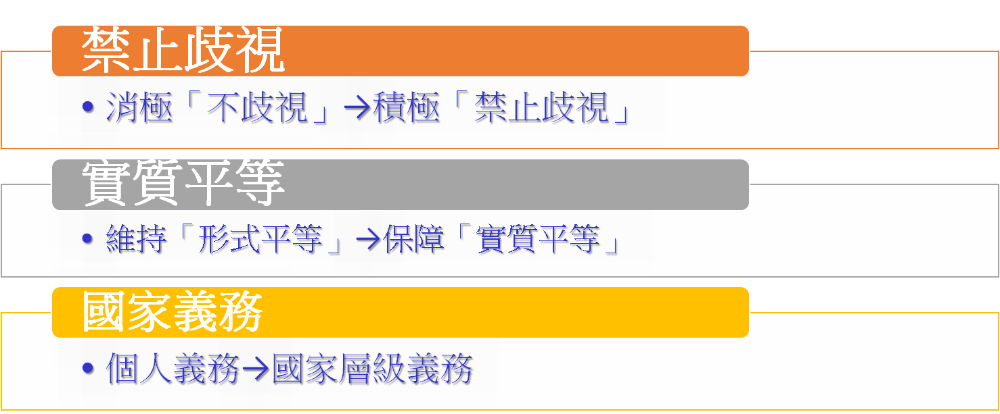 禁止歧視
• 消極「不歧視」→積極「禁止歧視」
實質平等
• 維持「形式平等」→保障「實質平等」
國家義務
• 個人義務→國家層級義務